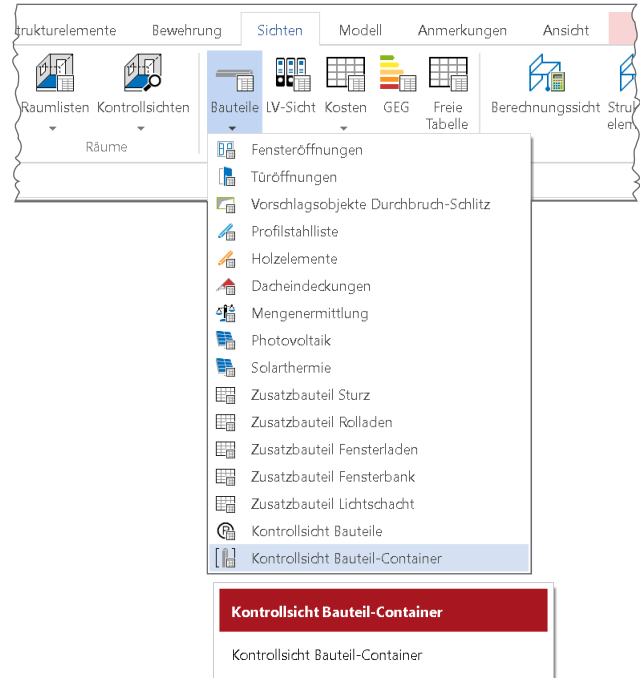 trukturelemente Bewehrung Sichten Modell Anmerkungen Ansicht
Raumlisten Kontrollsichten Bauteile LV-Sicht Kosten GEG Freie Tabelle Berechnungssicht Struk elem
Räume
Fensteröffnungen
Türöffnungen
Vorschlagsobjekte Durchbruch-Schlitz
Profilstahlliste
Holzelemente
Dacheindeckungen
Mengenermittlung
Photovoltaik
Solarthermie
Zusatzbauteil Sturz
Zusatzbauteil Rolladen
Zusatzbauteil Fensterladen
Zusatzbauteil Fensterbank
Zusatzbauteil Lichtschacht
Kontrollsicht Bauteile
Kontrollsicht Bauteil-Container
Kontrollsicht Bauteil-Container
Kontrollsicht Bauteil-Container